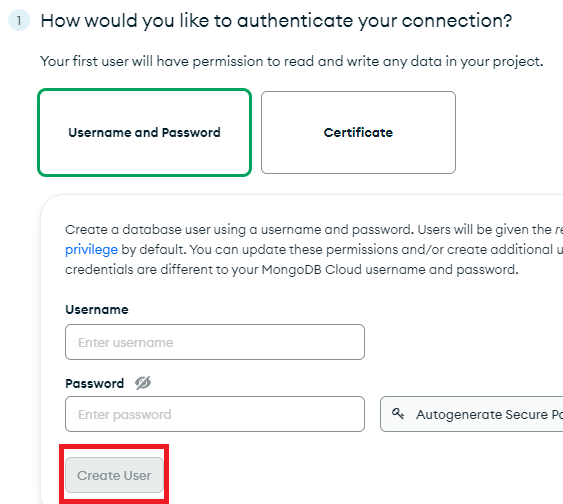 1 How would you like to authenticate your connection?
Your first user will have permission to read and write any data in your project.
Username and Password
Certificate
Create a database user using a username and password. Users will be given the
privilege by default. You can update these permissions and/or create additional
credentials are different to your MongoDB Cloud username and password.
Username
Enter username
Password
Enter password
Autogenerate Secure
Create User